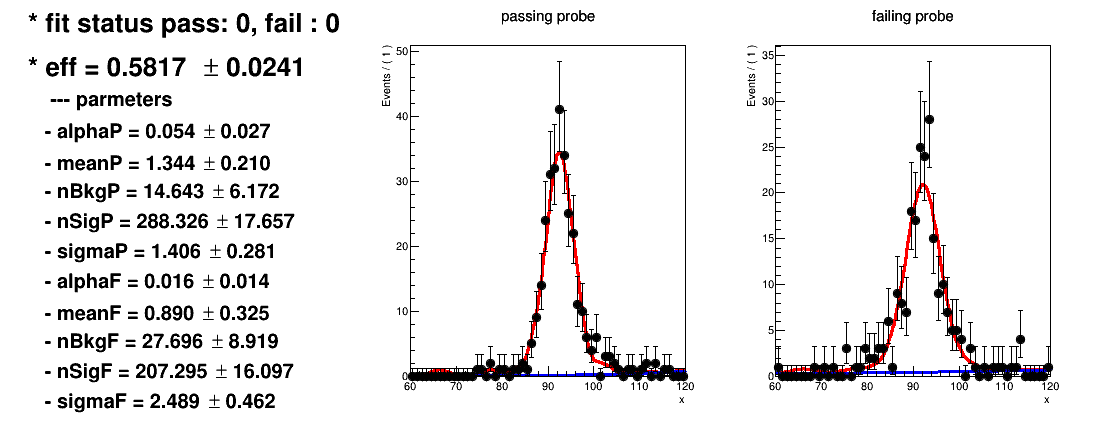 * fit status pass: 0, fail : 0
* eff = 0.5817 ± 0.0241
--- parmeters
- alphaP = 0.054 ± 0.027
- meanP = 1.344 ± 0.210
- nBkgP = 14.643 ± 6.172
- nSigP = 288.326 ± 17.657
- sigmaP = 1.406 ± 0.281
- alphaF = 0.016 ± 0.014
- meanF = 0.890 ± 0.325
- nBkgF = 27.696 ± 8.919
- nSigF = 207.295 ± 16.097
- sigmaF = 2.489 ± 0.462
passing probe
Events / ( 1 )
50
40
30
20
10
0
60 70 80 90 100 110 120
x
failing probe
Events / ( 1 )
35
30
25
20
15
10
5
0
60 70 80 90 100 110 120
x